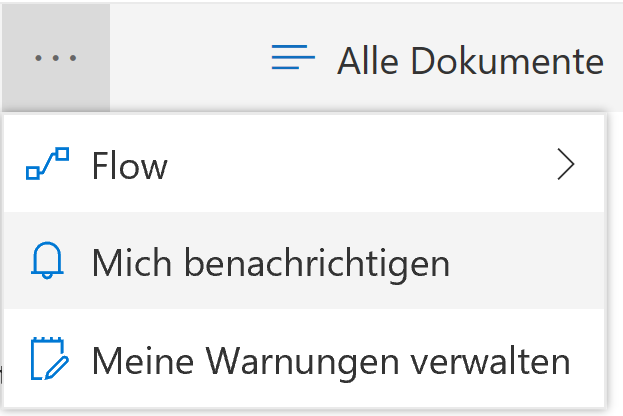 ··· Alle Dokumente
Flow
Mich benachrichtigen
Meine Warnungen verwalten